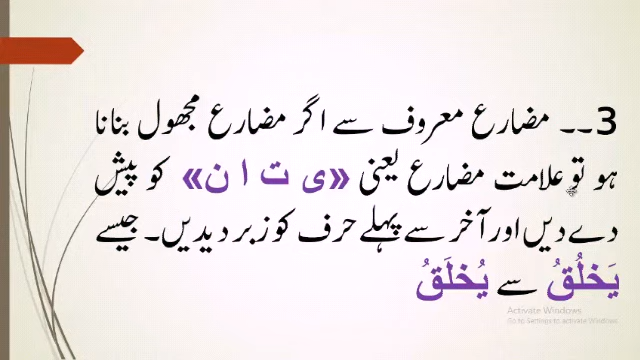 3۔۔ مضارع معروف سے اگر مضارع مجھول بنانا
ہو تو علامت مضارع یعنی «ی ت ا ن» کو پیش
دے دیں اور آخر سے پہلے حرف کو زبر دیدیں۔ جیسے
یَخلُقُ سے یُخلَقُ
Activate Windows
Go to Settings to activate Windows.